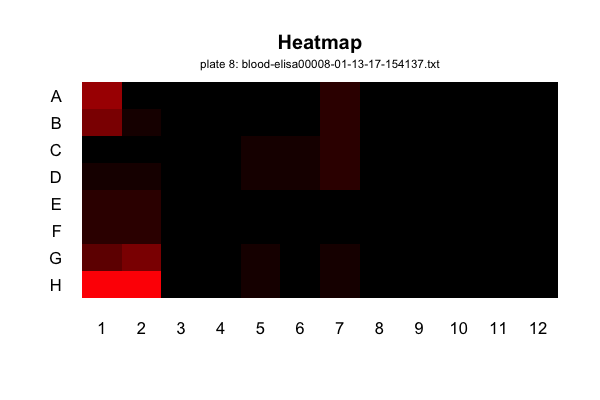 Heatmap
plate 8: blood-elisa00008-01-13-17-154137.txt
A
B
C
D
E
F
G
H
1 2 3 4 5 6 7 8 9 10 11 12